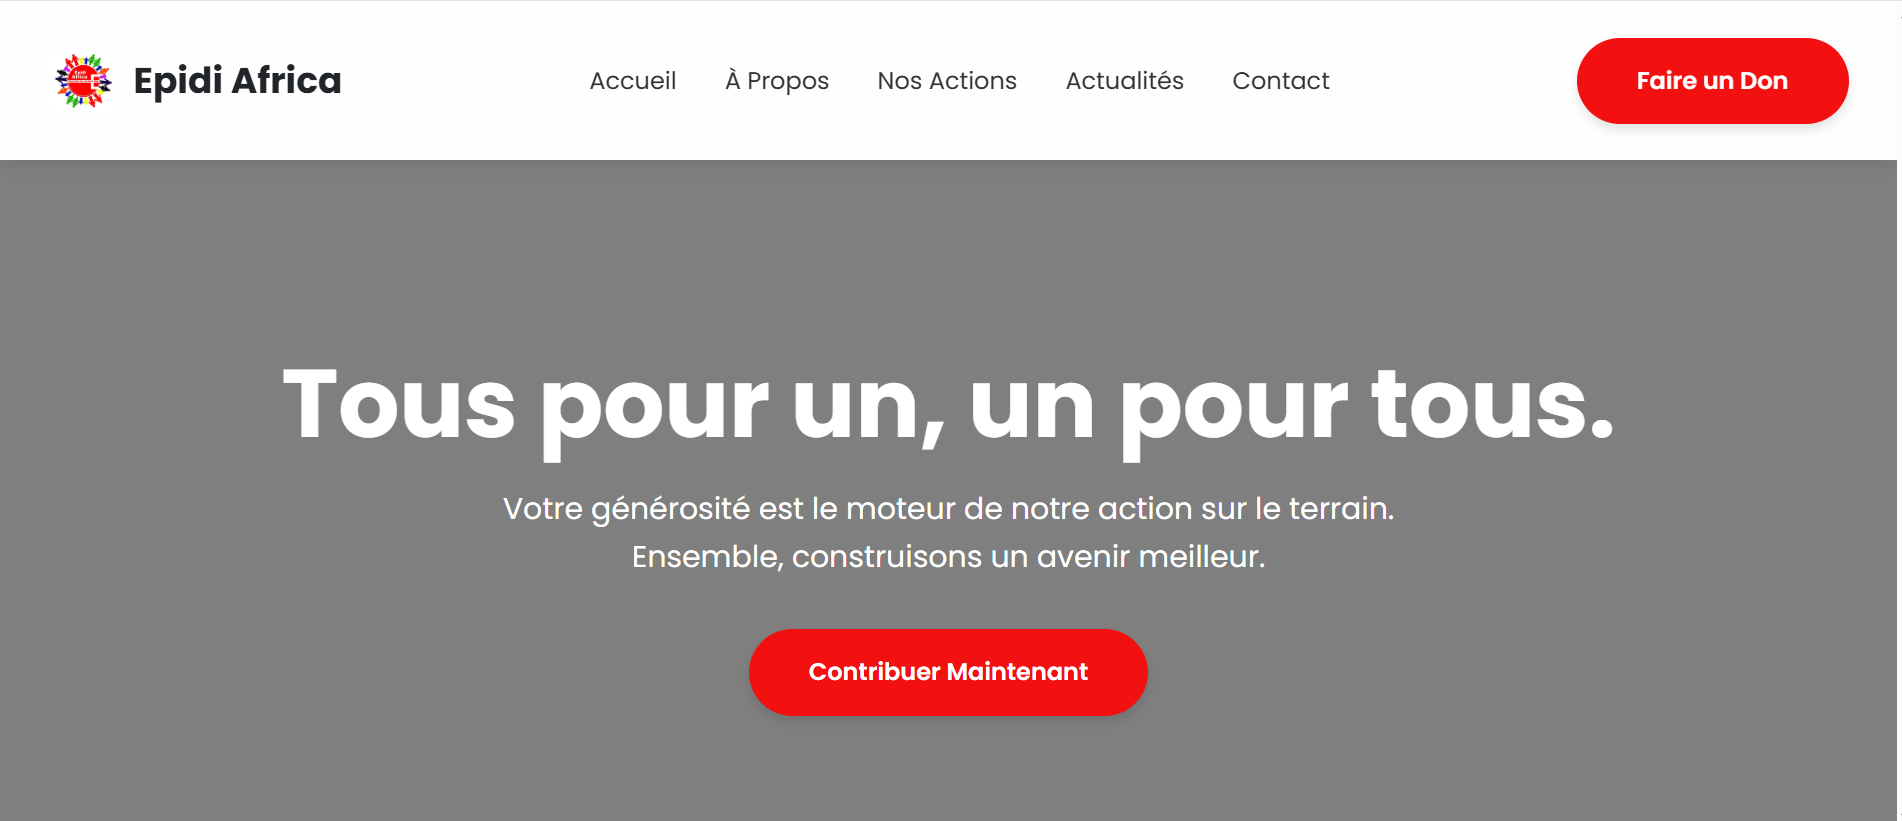 Epidi Africa
Accueil
À Propos
Nos Actions
Actualités
Contact
Faire un Don
Tous pour un, un pour tous.
Votre générosité est le moteur de notre action sur le terrain.
Ensemble, construisons un avenir meilleur.
Contribuer Maintenant